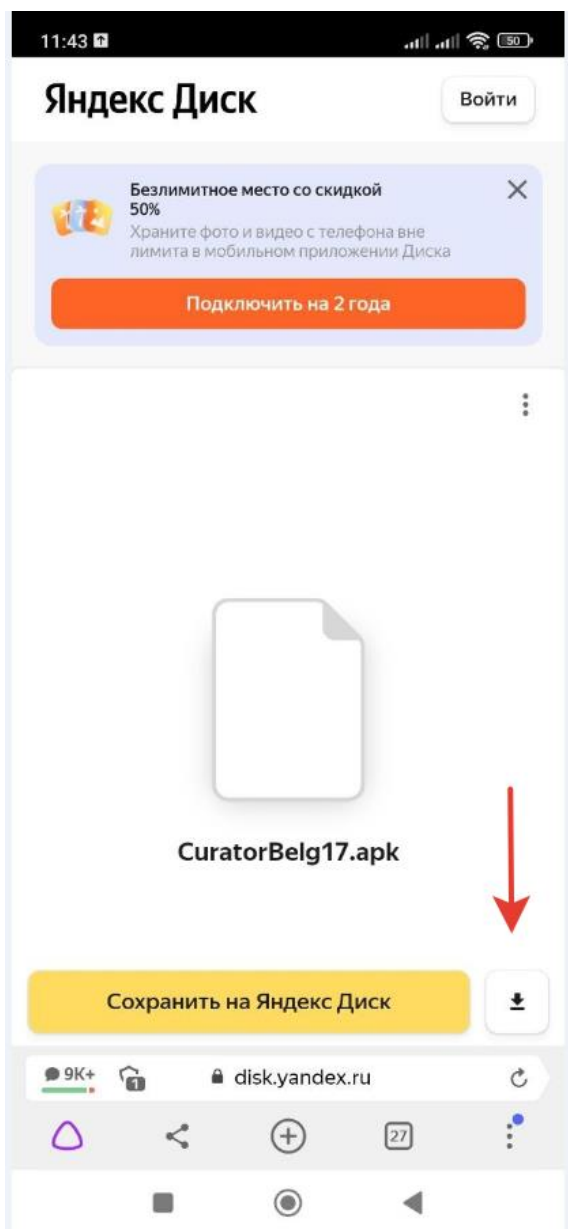 11:43
50
Яндекс Диск
Войти
Безлимитное место со скидкой
50%
Храните фото и видео с телефона вне
лимита в мобильном приложении Диска
Подключить на 2 года
CuratorBelg17.apk
Сохранить на Яндекс Диск
9K+
1
disk.yandex.ru
27